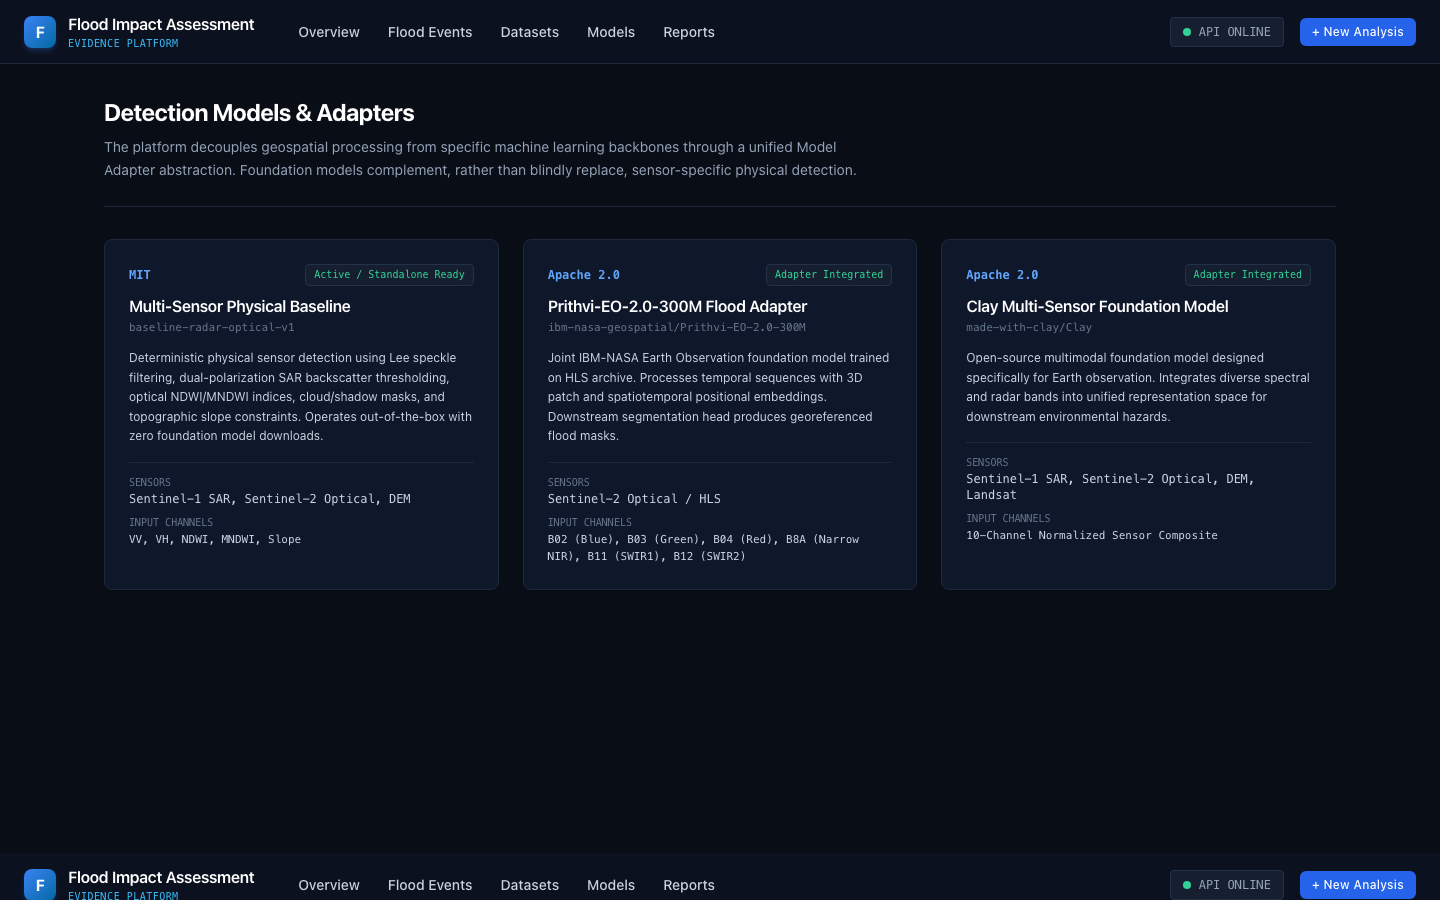 F
Flood Impact Assessment
EVIDENCE PLATFORM
Overview
Flood Events
Datasets
Models
Reports
API ONLINE
+ New Analysis
Detection Models & Adapters
The platform decouples geospatial processing from specific machine learning backbones through a unified Model
Adapter abstraction. Foundation models complement, rather than blindly replace, sensor-specific physical detection.
MIT
Active / Standalone Ready
Multi-Sensor Physical Baseline
baseline-radar-optical-v1
Deterministic physical sensor detection using Lee speckle
filtering, dual-polarization SAR backscatter thresholding,
optical NDWI/MNDWI indices, cloud/shadow masks, and
topographic slope constraints. Operates out-of-the-box with
zero foundation model downloads.
SENSORS
Sentinel-1 SAR, Sentinel-2 Optical, DEM
INPUT CHANNELS
VV, VH, NDWI, MNDWI, Slope
Apache 2.0
Adapter Integrated
Prithvi-EO-2.0-300M Flood Adapter
ibm-nasa-geospatial/Prithvi-EO-2.0-300M
Joint IBM-NASA Earth Observation foundation model trained
on HLS archive. Processes temporal sequences with 3D
patch and spatiotemporal positional embeddings.
Downstream segmentation head produces georeferenced
flood masks.
SENSORS
Sentinel-2 Optical / HLS
INPUT CHANNELS
B02 (Blue), B03 (Green), B04 (Red), B8A (Narrow
NIR), B11 (SWIR1), B12 (SWIR2)
Apache 2.0
Adapter Integrated
Clay Multi-Sensor Foundation Model
made-with-clay/Clay
Open-source multimodal foundation model designed
specifically for Earth observation. Integrates diverse spectral
and radar bands into unified representation space for
downstream environmental hazards.
SENSORS
Sentinel-1 SAR, Sentinel-2 Optical, DEM,
Landsat
INPUT CHANNELS
10-Channel Normalized Sensor Composite
F
Flood Impact Assessment
EVIDENCE PLATFORM
Overview
Flood Events
Datasets
Models
Reports
API ONLINE
+ New Analysis